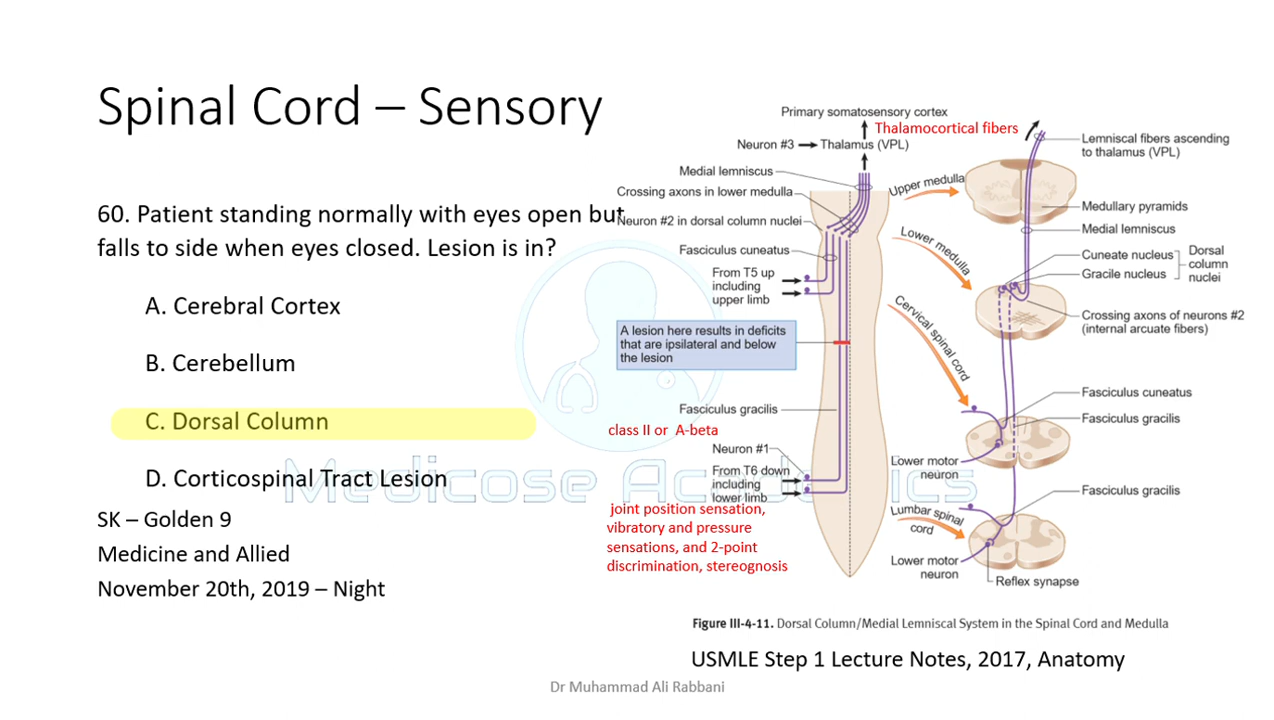 Spinal Cord – Sensory
60. Patient standing normally with eyes open but
falls to side when eyes closed. Lesion is in?
A. Cerebral Cortex
B. Cerebellum
C. Dorsal Column
D. Corticospinal Tract Lesion
SK – Golden 9
Medicine and Allied
November 20th, 2019 – Night
Medicose Academics
Primary somatosensory cortex
Thalamocortical fibers
Neuron #3
Thalamus (VPL)
Medial lemniscus
Crossing axons in lower medulla
Neuron #2 in dorsal column nuclei
Fasciculus cuneatus
From T5 up
including
upper limb
A lesion here results in deficits
that are ipsilateral and below
the lesion
Fasciculus gracilis
class II or A-beta
Neuron #1
From T6 down
including
lower limb
joint position sensation,
vibratory and pressure
sensations, and 2-point
discrimination, stereognosis
Upper medulla
Lower medulla
Cervical spinal cord
Lumbar spinal
cord
Lemniscal fibers ascending
to thalamus (VPL)
Medullary pyramids
Medial lemniscus
Cuneate nucleus
Gracile nucleus
Dorsal
column
nuclei
Crossing axons of neurons #2
(internal arcuate fibers)
Fasciculus cuneatus
Fasciculus gracilis
Lower motor
neuron
Fasciculus gracilis
Lower motor
neuron
Reflex synapse
Figure III-4-11. Dorsal Column/Medial Lemniscal System in the Spinal Cord and Medulla
USMLE Step 1 Lecture Notes, 2017, Anatomy
Dr Muhammad Ali Rabbani